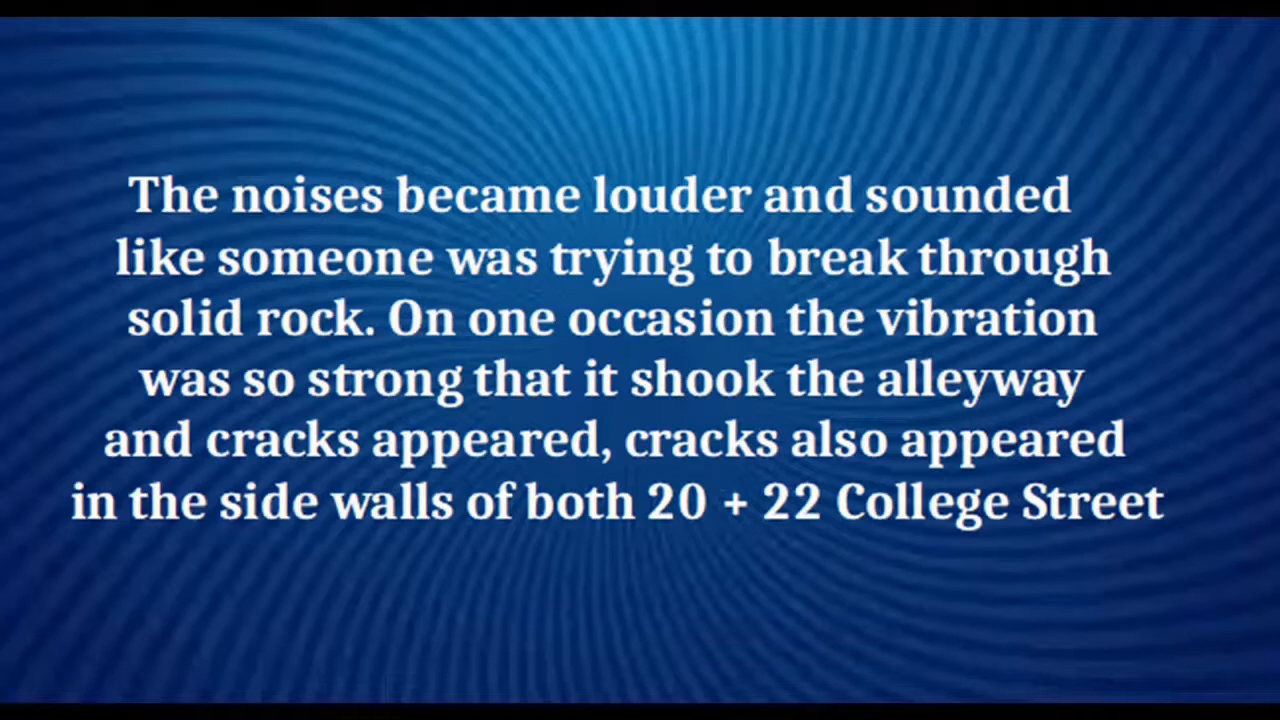 The noises became louder and sounded
like someone was trying to break through
solid rock. On one occasion the vibration
was so strong that it shook the alleyway
and cracks appeared, cracks also appeared
in the side walls of both 20 + 22 College Street